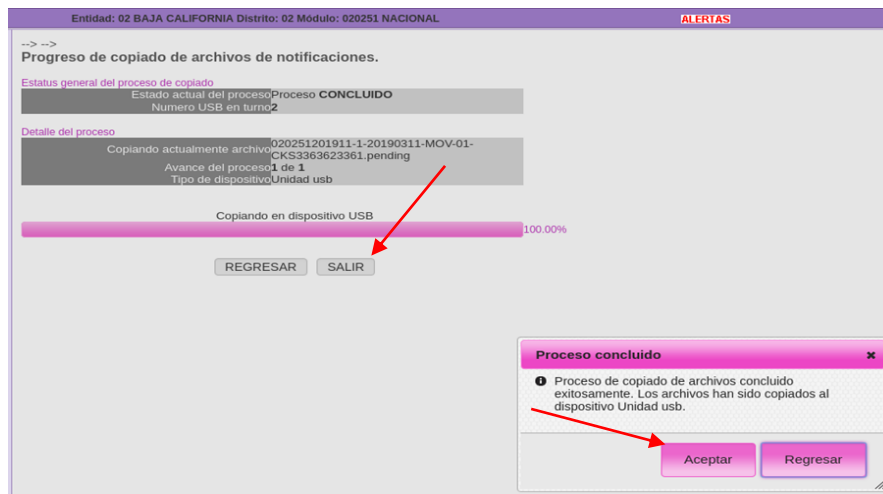 Entidad: 02 BAJA CALIFORNIA Distrito: 02 Módulo: 020251 NACIONAL
ALERTAS
--> -->
Progreso de copiado de archivos de notificaciones.
Estatus general del proceso de copiado
Estado actual del proceso Proceso CONCLUIDO
Numero USB en turno 2
Detalle del proceso
Copiando actualmente archivo 020251201911-1-20190311-MOV-01-
CKS3363623361.pending
Avance del proceso 1 de 1
Tipo de dispositivo Unidad usb
Copiando en dispositivo USB
100.00%
REGRESAR SALIR
Proceso concluido
Proceso de copiado de archivos concluido
exitosamente. Los archivos han sido copiados al
dispositivo Unidad usb.
Aceptar Regresar